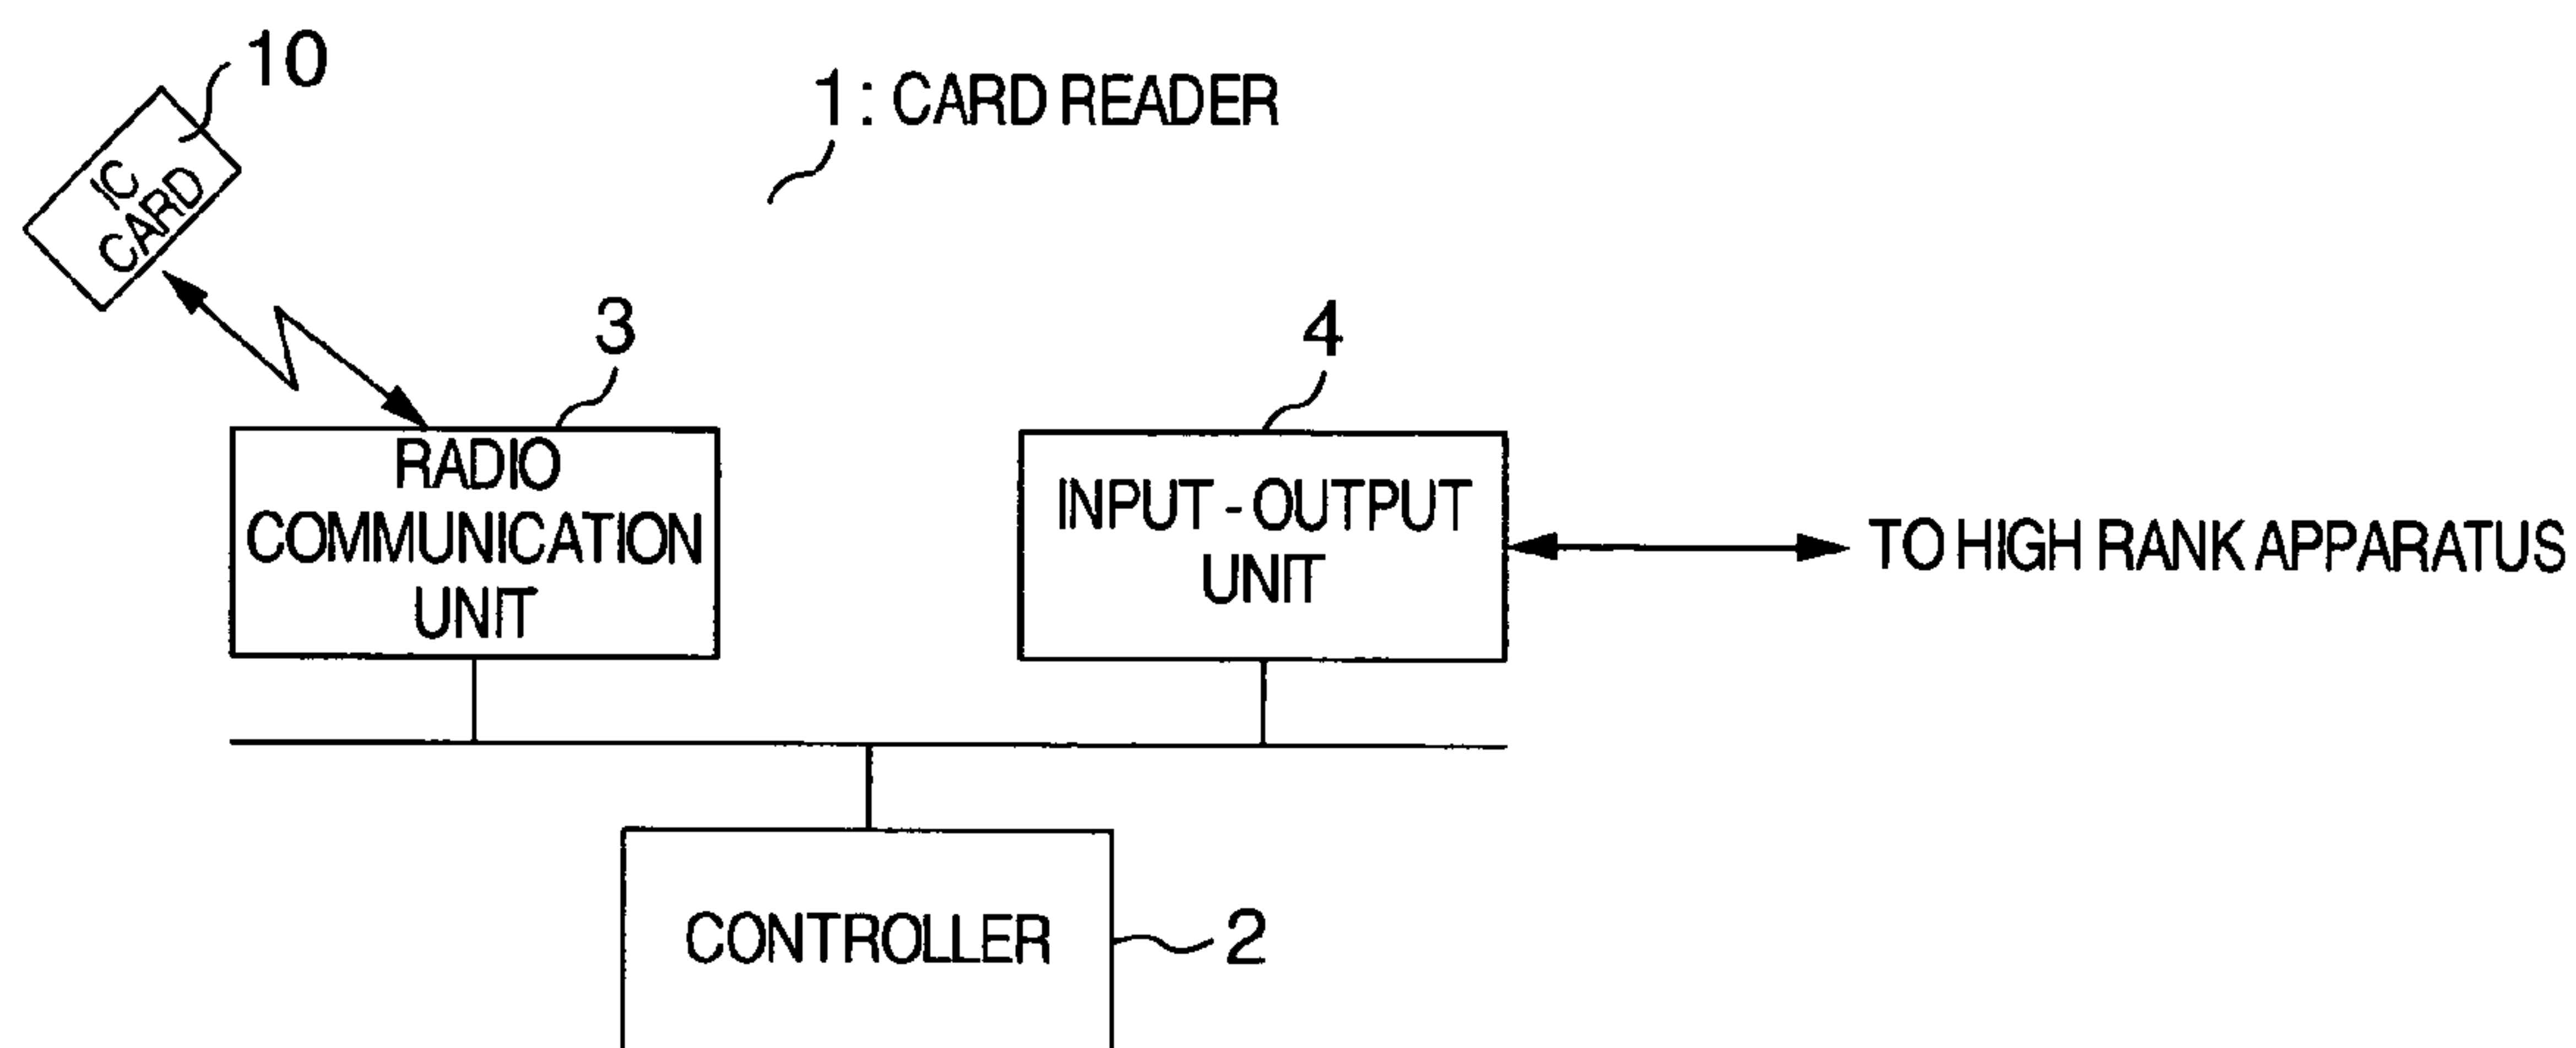 10
1 : CARD READER
IC
CARD
3
4
RADIO
COMMUNICATION
UNIT
INPUT - OUTPUT
UNIT
TO HIGH RANK APPARATUS
CONTROLLER
2